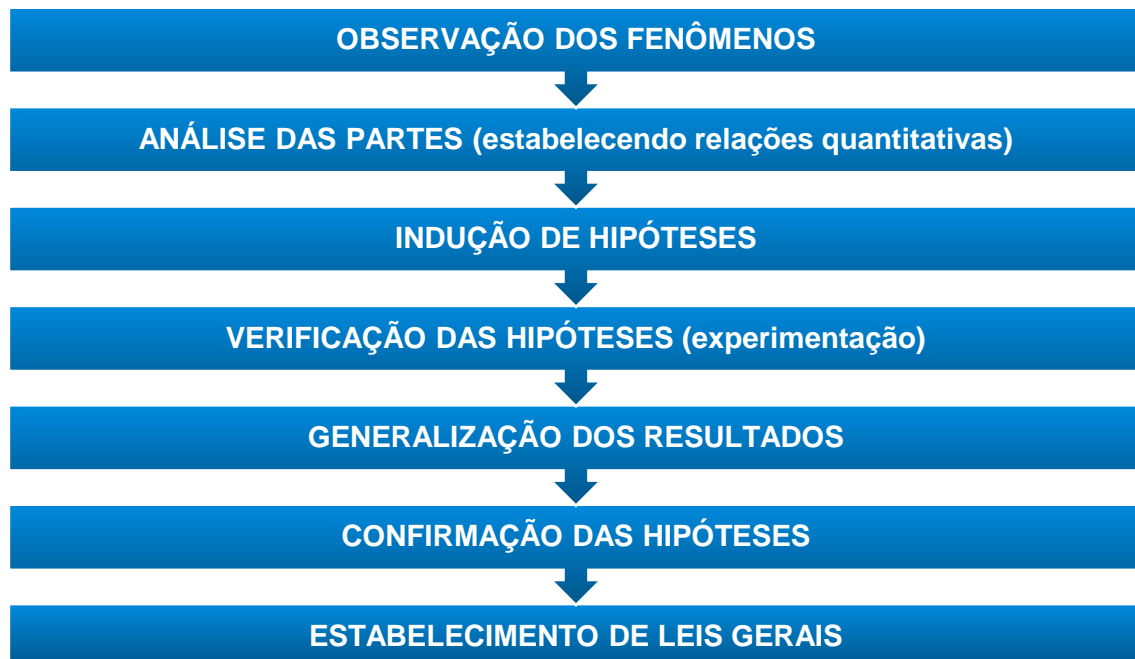 OBSERVAÇÃO DOS FENÔMENOS
ANÁLISE DAS PARTES (estabelecendo relações quantitativas)
INDUÇÃO DE HIPÓTESES
VERIFICAÇÃO DAS HIPÓTESES (experimentação)
GENERALIZAÇÃO DOS RESULTADOS
CONFIRMAÇÃO DAS HIPÓTESES
ESTABELECIMENTO DE LEIS GERAIS